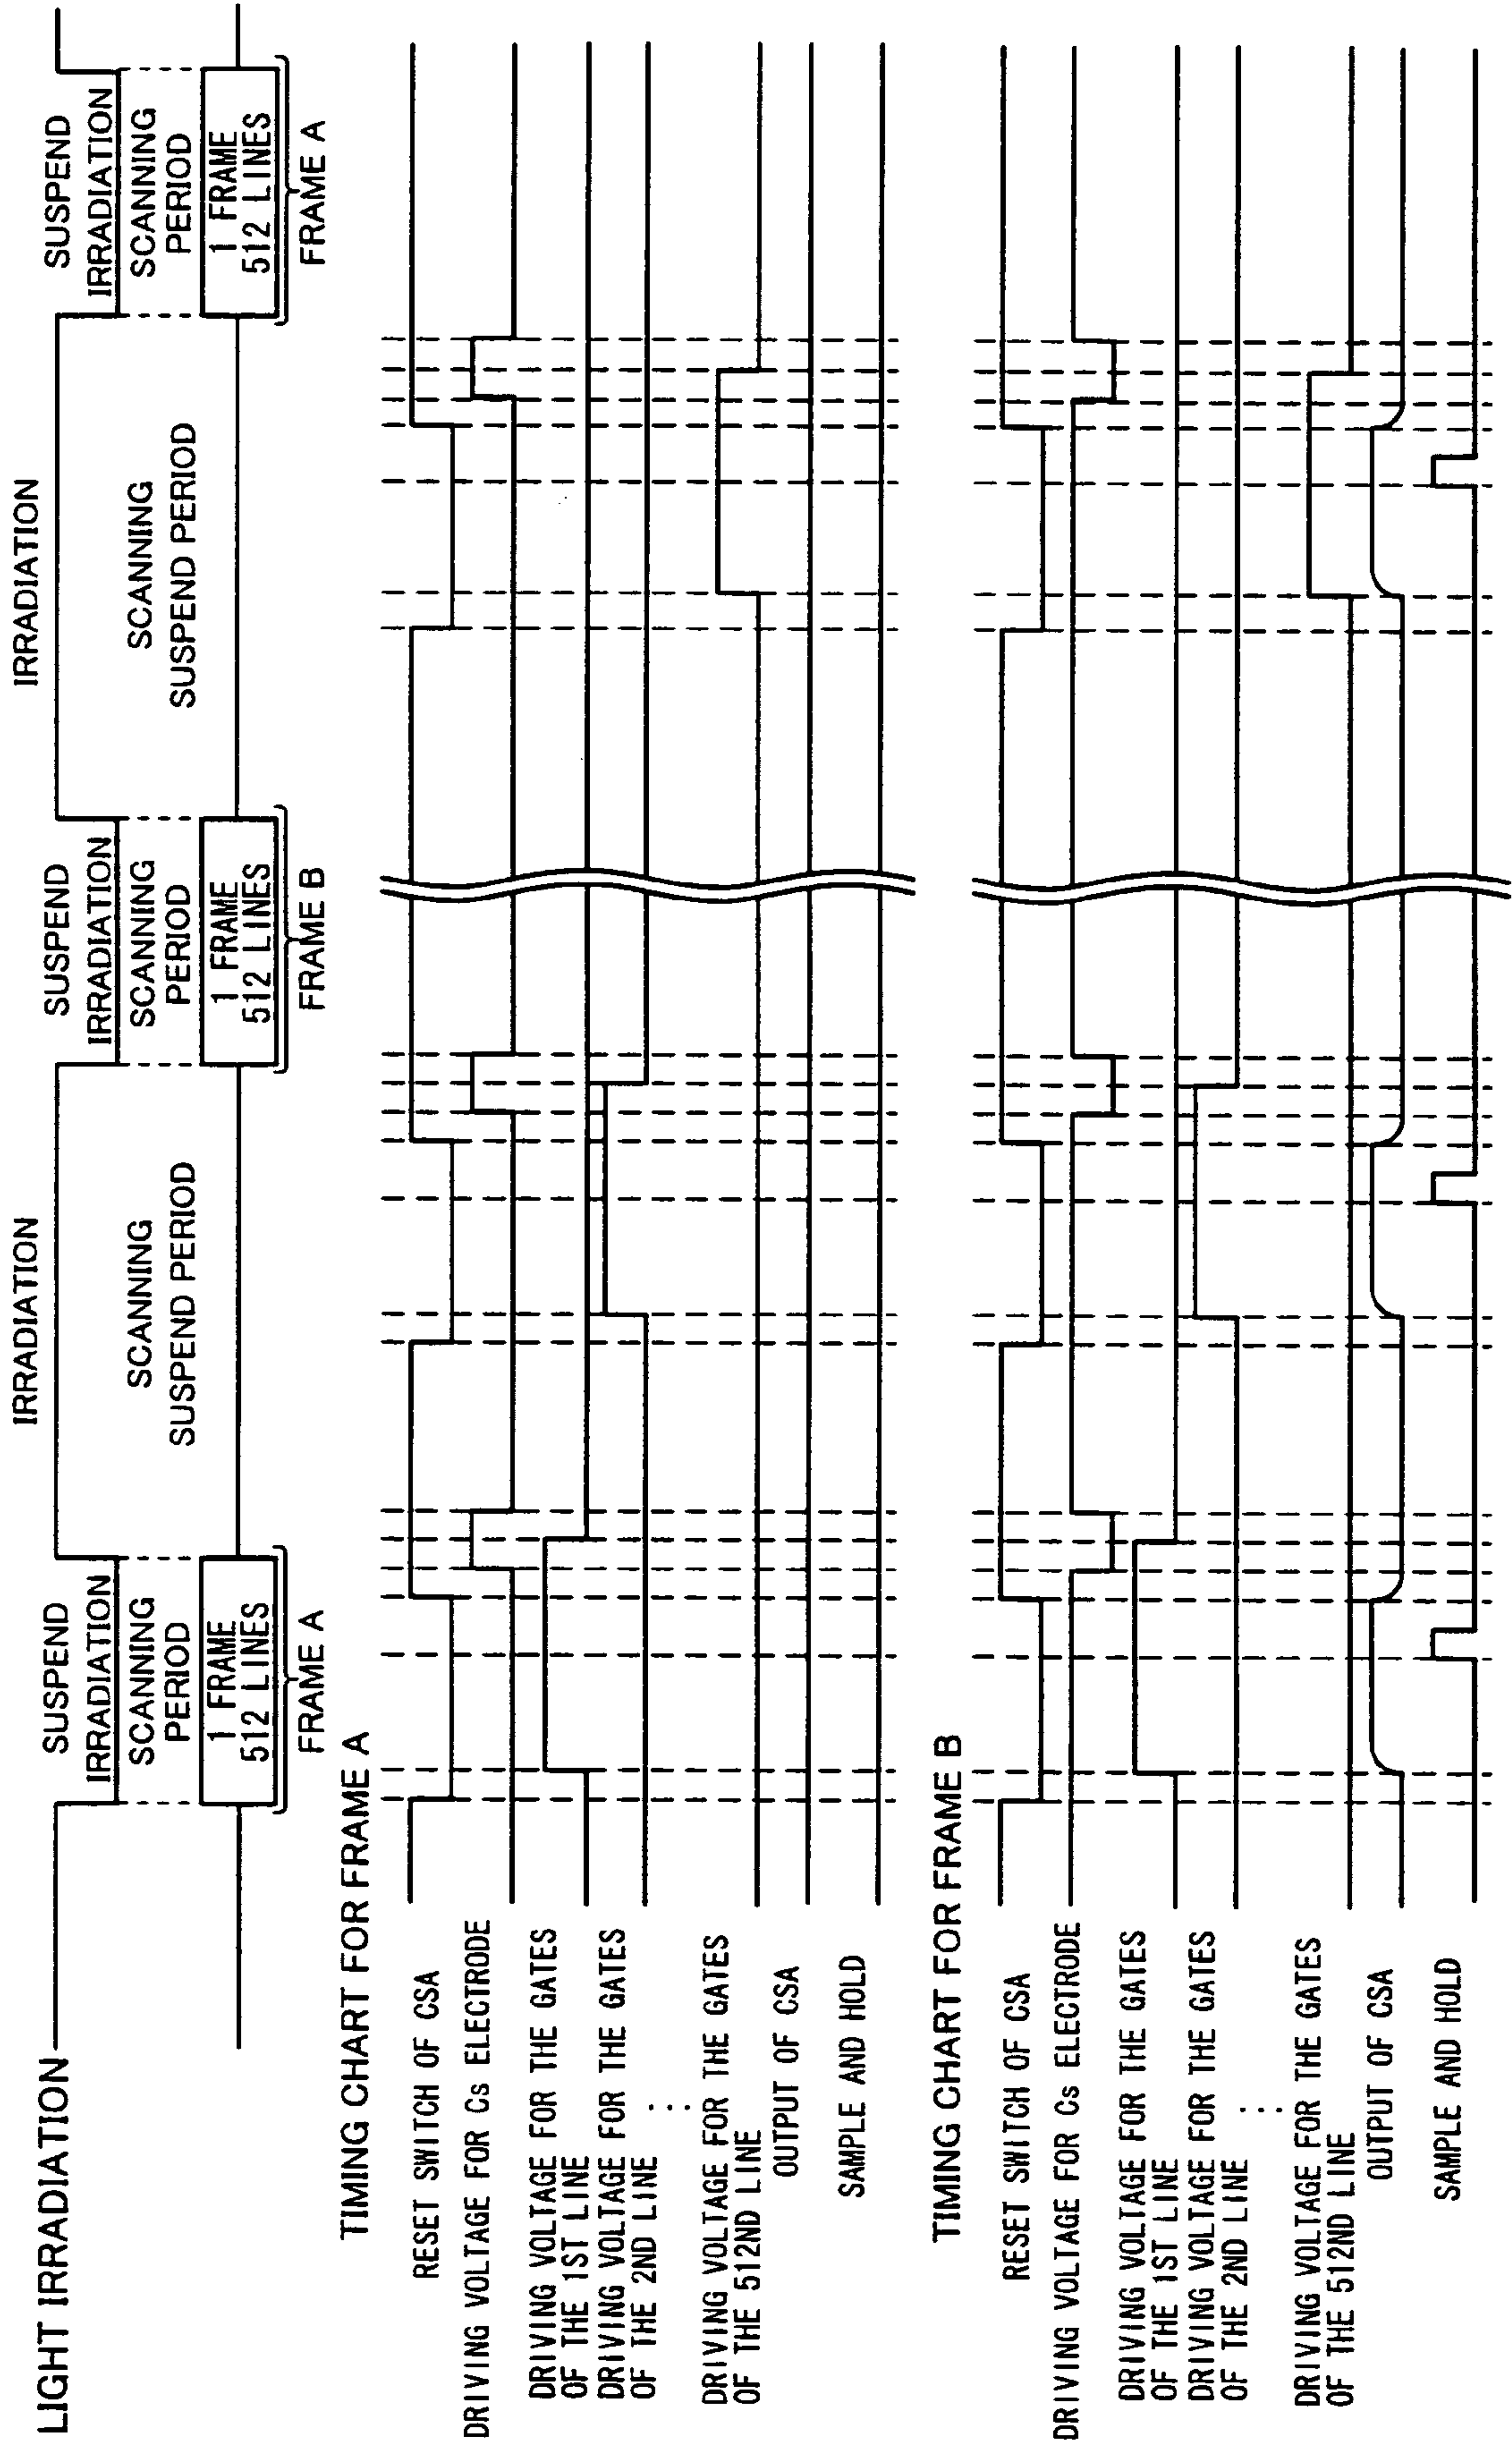 LIGHT IRRADIATION
IRRADIATION
IRRADIATION
SUSPEND
IRRADIATION
SUSPEND
IRRADIATION
SUSPEND
IRRADIATION
SCANNING
PERIOD
SCANNING
SUSPEND PERIOD
SCANNING
PERIOD
SCANNING
SUSPEND PERIOD
SCANNING
PERIOD
1 FRAME
512 LINES
1 FRAME
512 LINES
1 FRAME
512 LINES
FRAME A
FRAME B
FRAME A
TIMING CHART FOR FRAME A
RESET SWITCH OF CSA
DRIVING VOLTAGE FOR Cs ELECTRODE
DRIVING VOLTAGE FOR THE GATES
OF THE 1ST LINE
DRIVING VOLTAGE FOR THE GATES
OF THE 2ND LINE
DRIVING VOLTAGE FOR THE GATES
OF THE 512ND LINE
OUTPUT OF CSA
SAMPLE AND HOLD
TIMING CHART FOR FRAME B
RESET SWITCH OF CSA
DRIVING VOLTAGE FOR Cs ELECTRODE
DRIVING VOLTAGE FOR THE GATES
OF THE 1ST LINE
DRIVING VOLTAGE FOR THE GATES
OF THE 2ND LINE
DRIVING VOLTAGE FOR THE GATES
OF THE 512ND LINE
OUTPUT OF CSA
SAMPLE AND HOLD